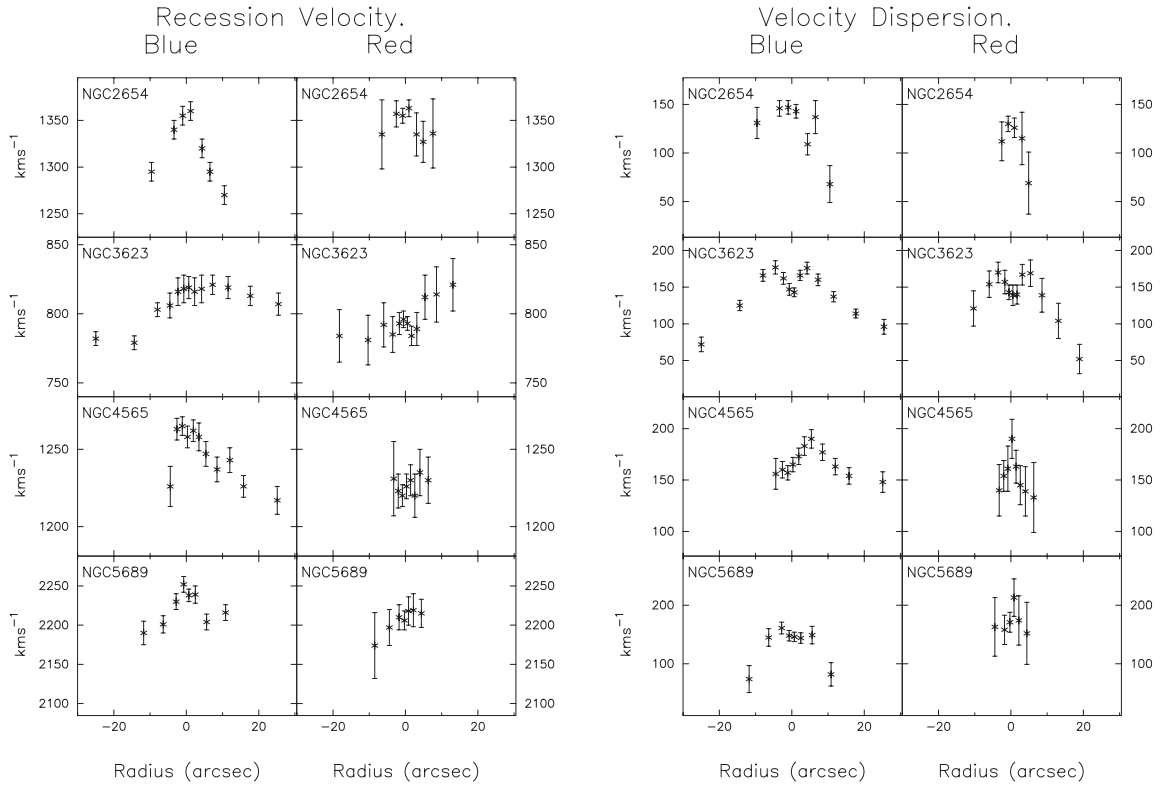 Recession Velocity.
Blue Red
Velocity Dispersion.
Blue Red
NGC2654 NGC2654 NGC2654 NGC2654
1350 1350 150 150
kms−1 1300 1300 kms−1 100 100
1250 1250 50 50
850 850
NGC3623 NGC3623 200 NGC3623 NGC3623 200
kms−1 800 800 kms−1 150 150
100 100
750 750 50 50
NGC4565 NGC4565 NGC4565 NGC4565
1250 1250 200 200
kms−1 kms−1 150 150
1200 1200 100 100
NGC5689 NGC5689 NGC5689 NGC5689
2250 2250
kms−1 2200 2200 kms−1 200 200
2150 2150 100 100
2100 2100
−20 0 20 −20 0 20 −20 0 20 −20 0 20
Radius (arcsec) Radius (arcsec) Radius (arcsec) Radius (arcsec)